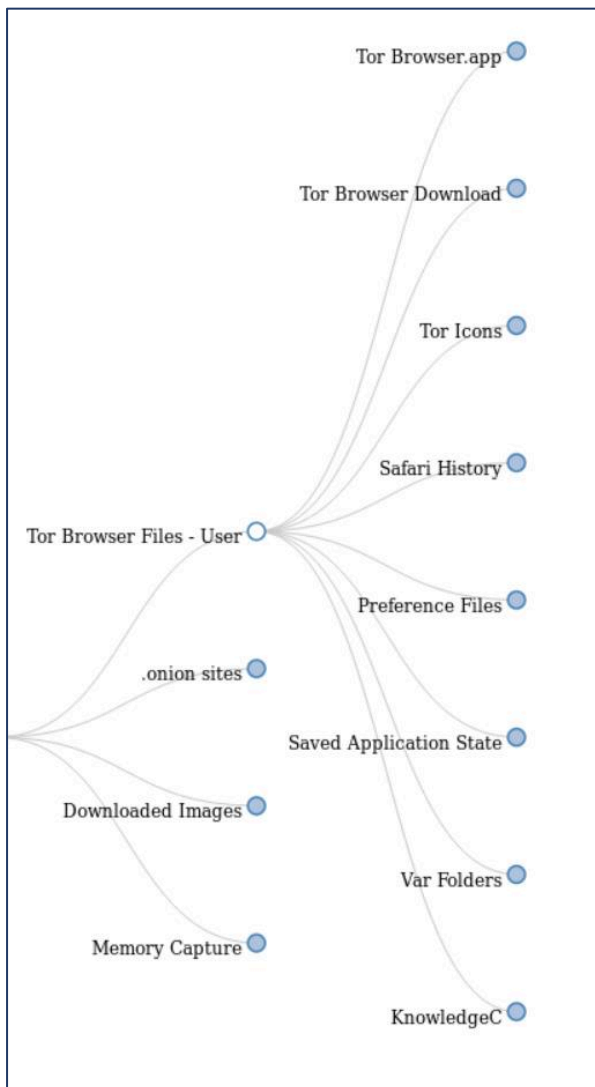 Tor Browser.app
Tor Browser Download
Tor Icons
Safari History
Tor Browser Files - User
Preference Files
.onion sites
Saved Application State
Downloaded Images
Var Folders
Memory Capture
KnowledgeC